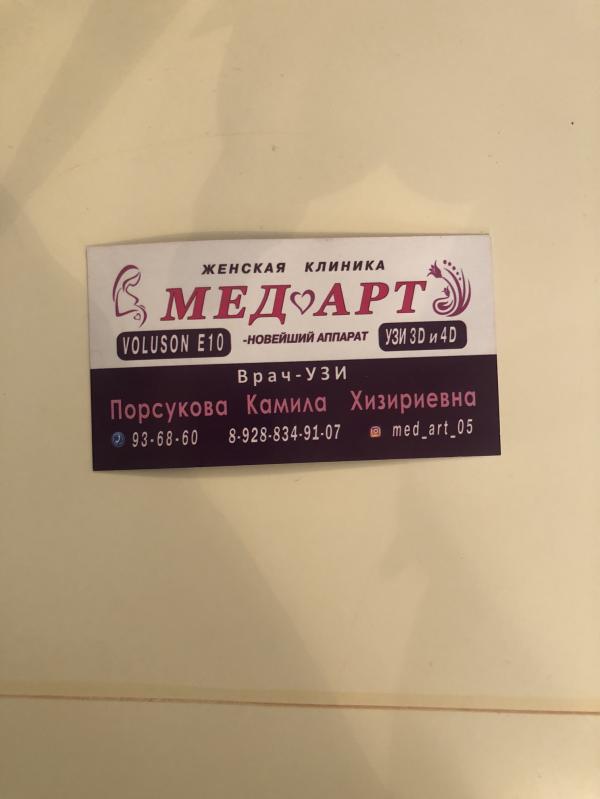 ЖЕНСКАЯ КЛИНИКА
МЕД АРТ
VOLUSON E10 -НОВЕЙШИЙ АППАРАТ УЗИ 3D и 4D
Врач-УЗИ
Порсукова Камила Хизириевна
93-68-60 8-928-834-91-07 med_art_05